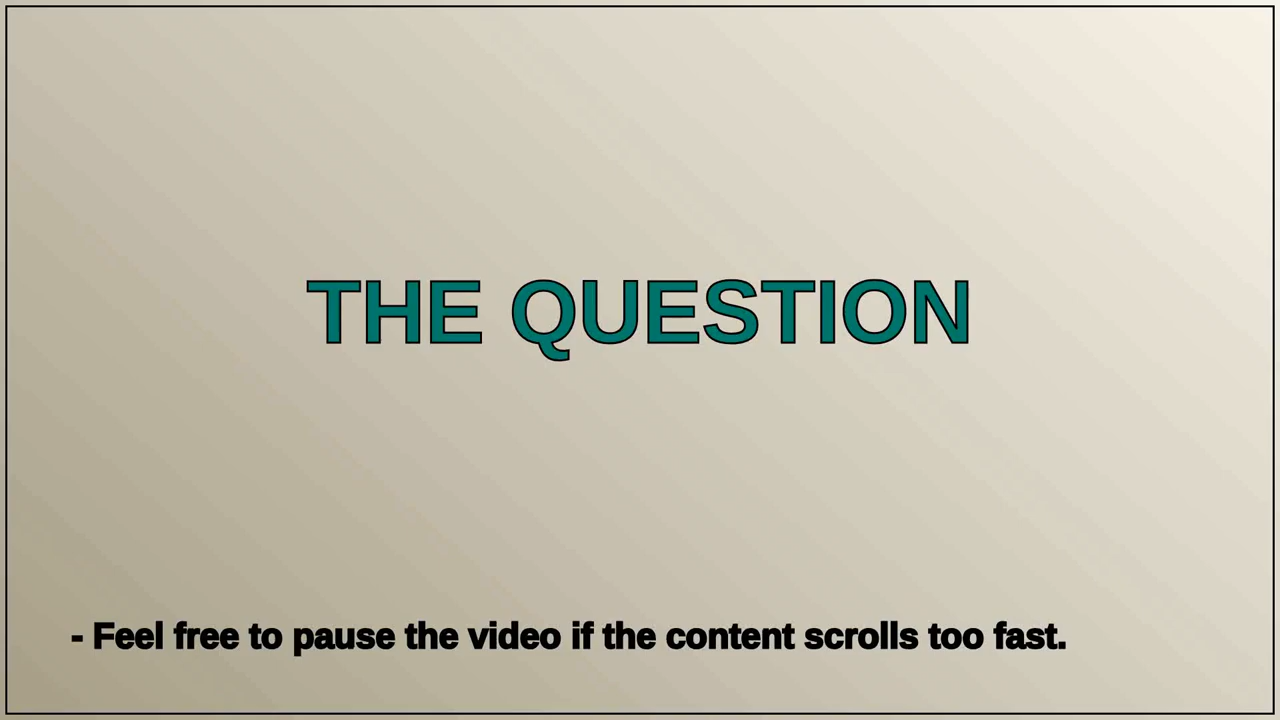 THE QUESTION
- Feel free to pause the video if the content scrolls too fast.